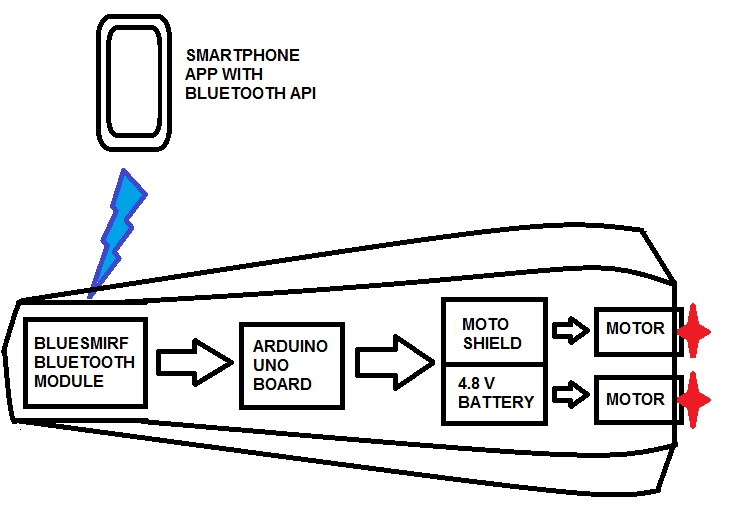 SMARTPHONE
APP WITH
BLUETOOTH API
BLUESMIRF
BLUETOOTH
MODULE
ARDUINO
UNO
BOARD
MOTO
SHIELD
4.8 V
BATTERY
MOTOR
MOTOR